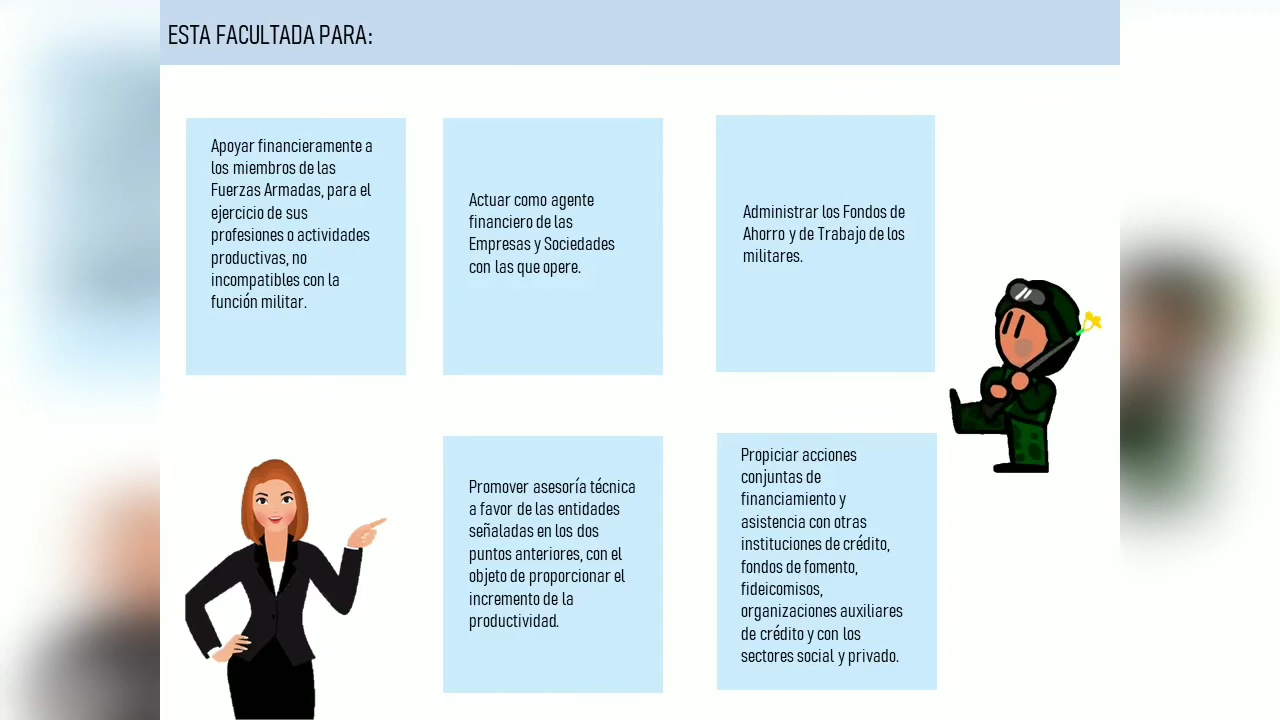 ESTA FACULTADA PARA:
Apoyar financieramente a
los miembros de las
Fuerzas Armadas, para el
ejercicio de sus
profesiones o actividades
productivas, no
incompatibles con la
función militar.
Actuar como agente
financiero de las
Empresas y Sociedades
con las que opere.
Administrar los Fondos de
Ahorro y de Trabajo de los
militares.
Promover asesoría técnica
a favor de las entidades
señaladas en los dos
puntos anteriores, con el
objeto de proporcionar el
incremento de la
productividad.
Propiciar acciones
conjuntas de
financiamiento y
asistencia con otras
instituciones de crédito,
fondos de fomento,
fideicomisos,
organizaciones auxiliares
de crédito y con los
sectores social y privado.